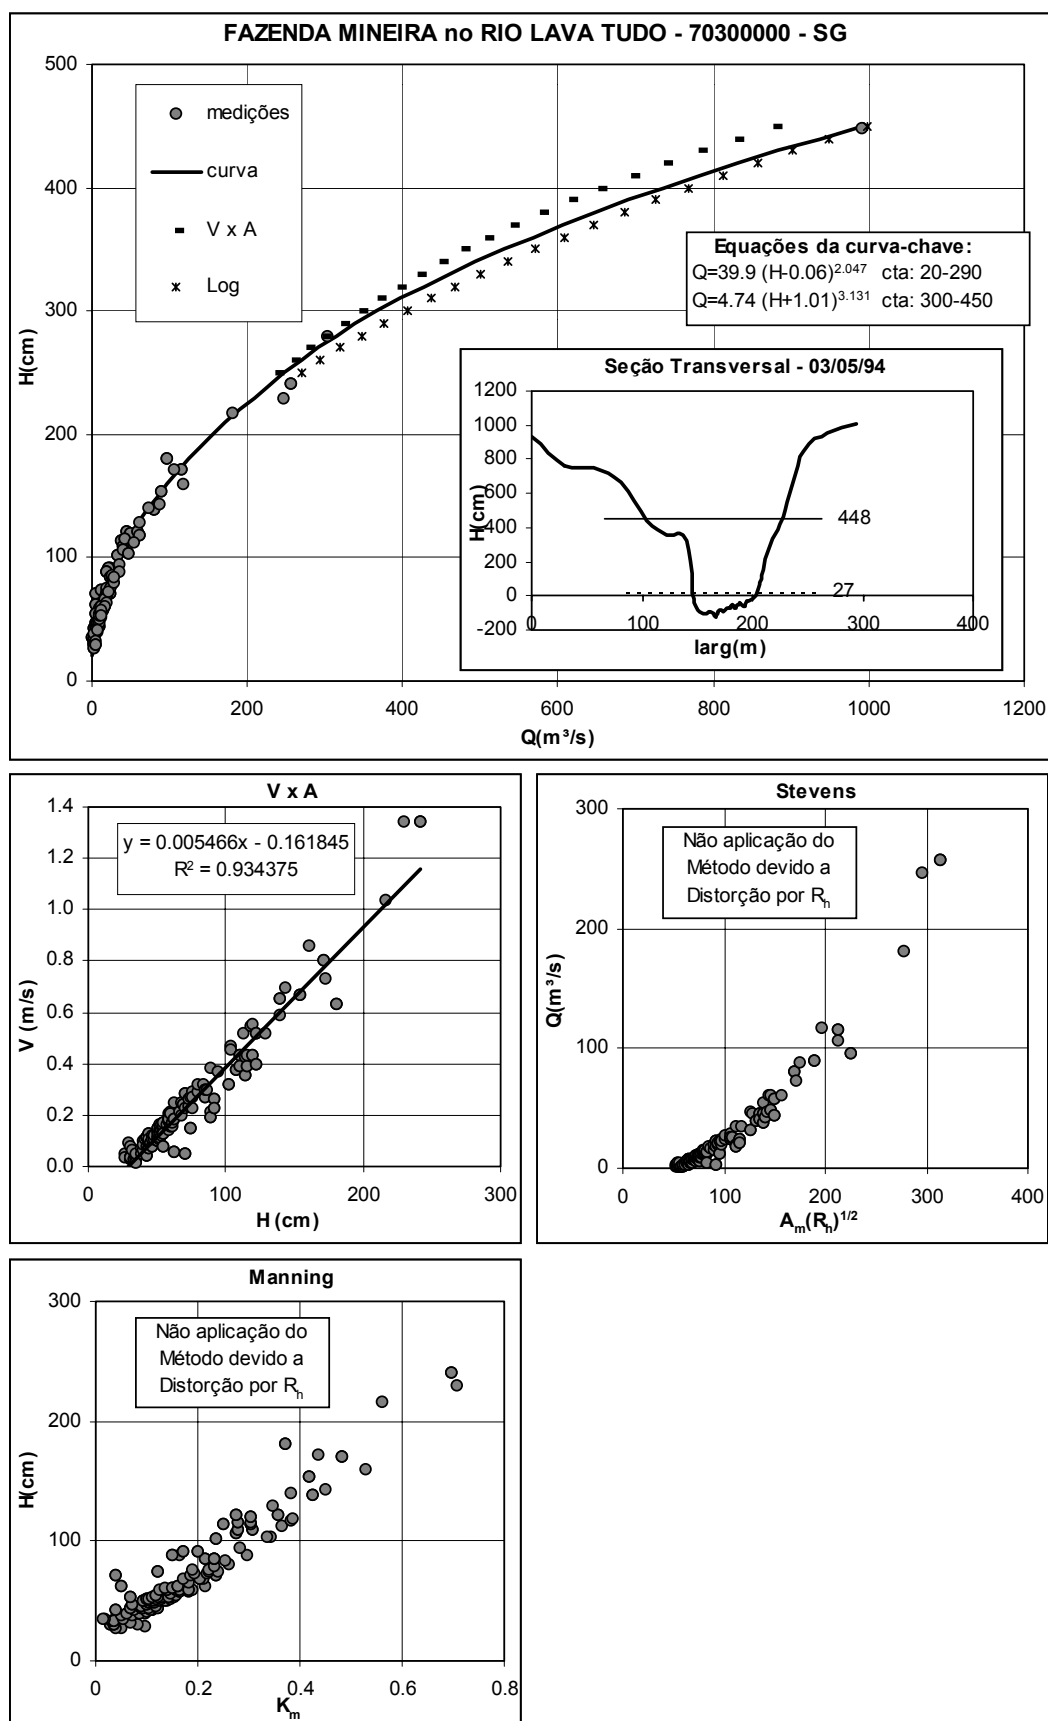 FAZENDA MINEIRA no RIO LAVA TUDO - 70300000 - SG
500
400
300
200
100
0
H(cm)
medições
curva
V x A
Log
Equações da curva-chave:
Q=39.9 (H-0.06)^2.047 cta: 20-290
Q=4.74 (H+1.01)^3.131 cta: 300-450
Seção Transversal - 03/05/94
1200
1000
800
600
400
200
0
-200
H(cm)
448
27
0 100 200 300 400
larg(m)
0 200 400 600 800 1000 1200
Q(m³/s)
V x A
1.4
1.2
1.0
0.8
0.6
0.4
0.2
0.0
V (m/s)
y = 0.005466x - 0.161845
R² = 0.934375
0 100 200 300
H (cm)
Stevens
300
200
100
0
Q(m³/s)
Não aplicação do
Método devido a
Distorção por Rh
0 100 200 300 400
Am(Rh)^1/2
Manning
300
200
100
0
H(cm)
Não aplicação do
Método devido a
Distorção por Rh
0 0.2 0.4 0.6 0.8
Km